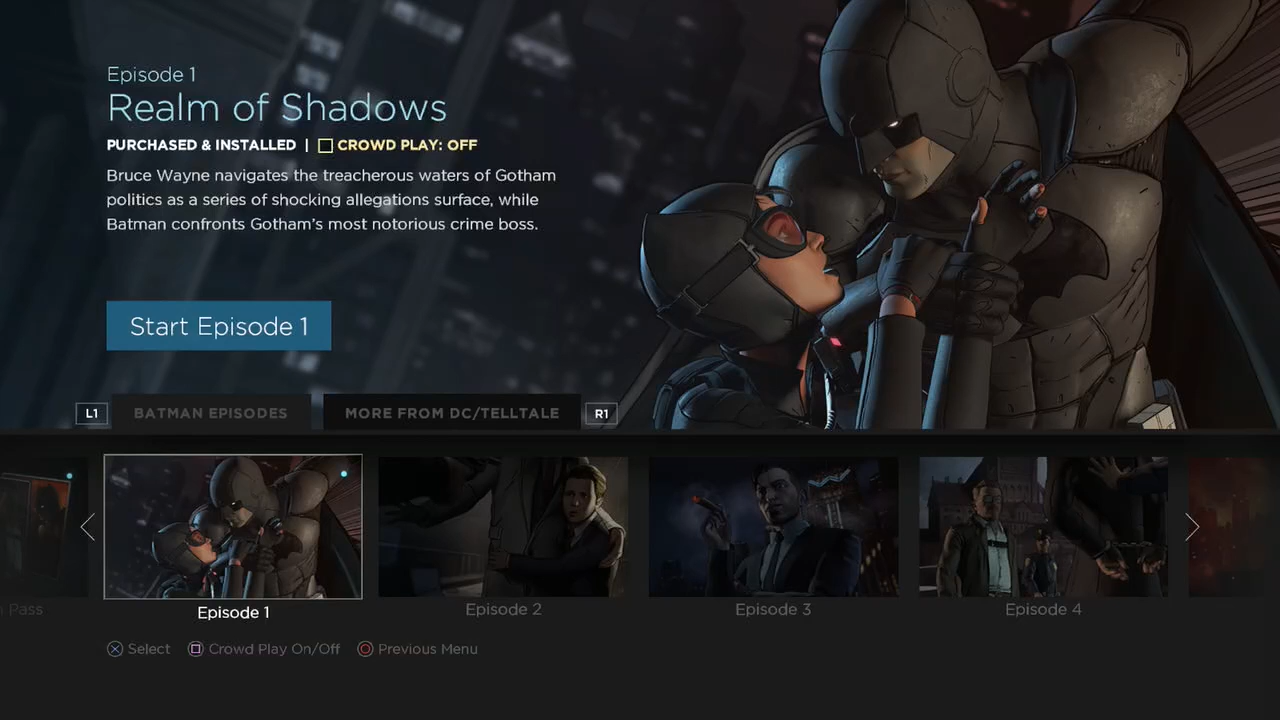 Episode 1
Realm of Shadows
PURCHASED & INSTALLED | CROWD PLAY: OFF
Bruce Wayne navigates the treacherous waters of Gotham
politics as a series of shocking allegations surface, while
Batman confronts Gotham's most notorious crime boss.
Start Episode 1
L1 BATMAN EPISODES MORE FROM DC/TELLTALE R1
Pass Episode 1 Episode 2 Episode 3 Episode 4
Select Crowd Play On/Off Previous Menu